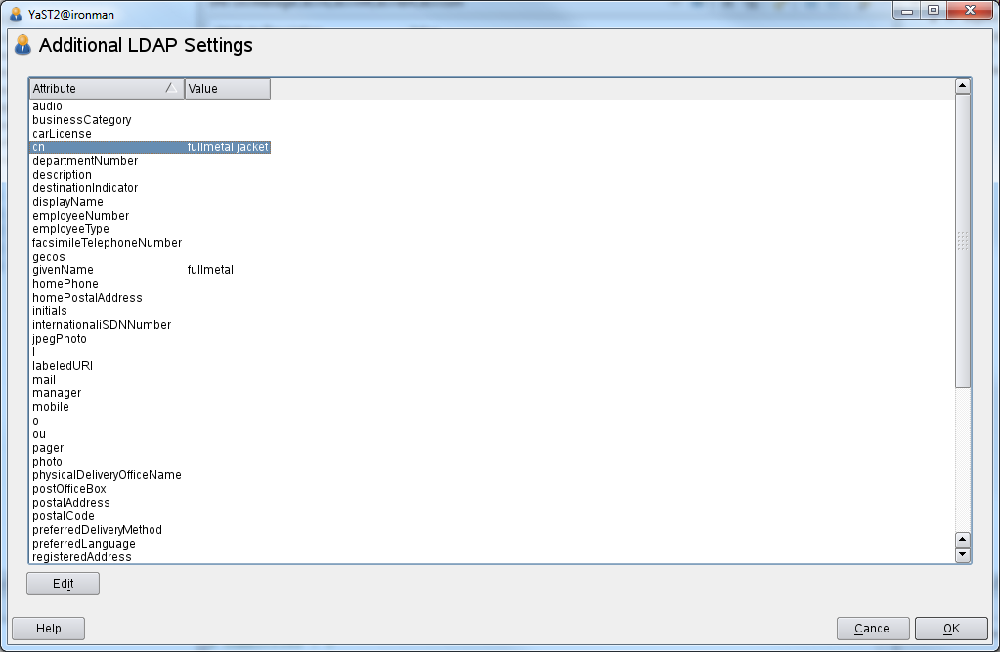 YaST2@ironman
Additional LDAP Settings
Attribute Value
audio
businessCategory
carLicense
cn fullmetal jacket
departmentNumber
description
destinationIndicator
displayName
employeeNumber
employeeType
facsimileTelephoneNumber
gecos
givenName fullmetal
homePhone
homePostalAddress
initials
internationaliSDNNumber
jpegPhoto
l
labeledURI
mail
manager
mobile
o
ou
pager
photo
physicalDeliveryOfficeName
postOfficeBox
postalAddress
postalCode
preferredDeliveryMethod
preferredLanguage
registeredAddress
Edit
Help Cancel OK